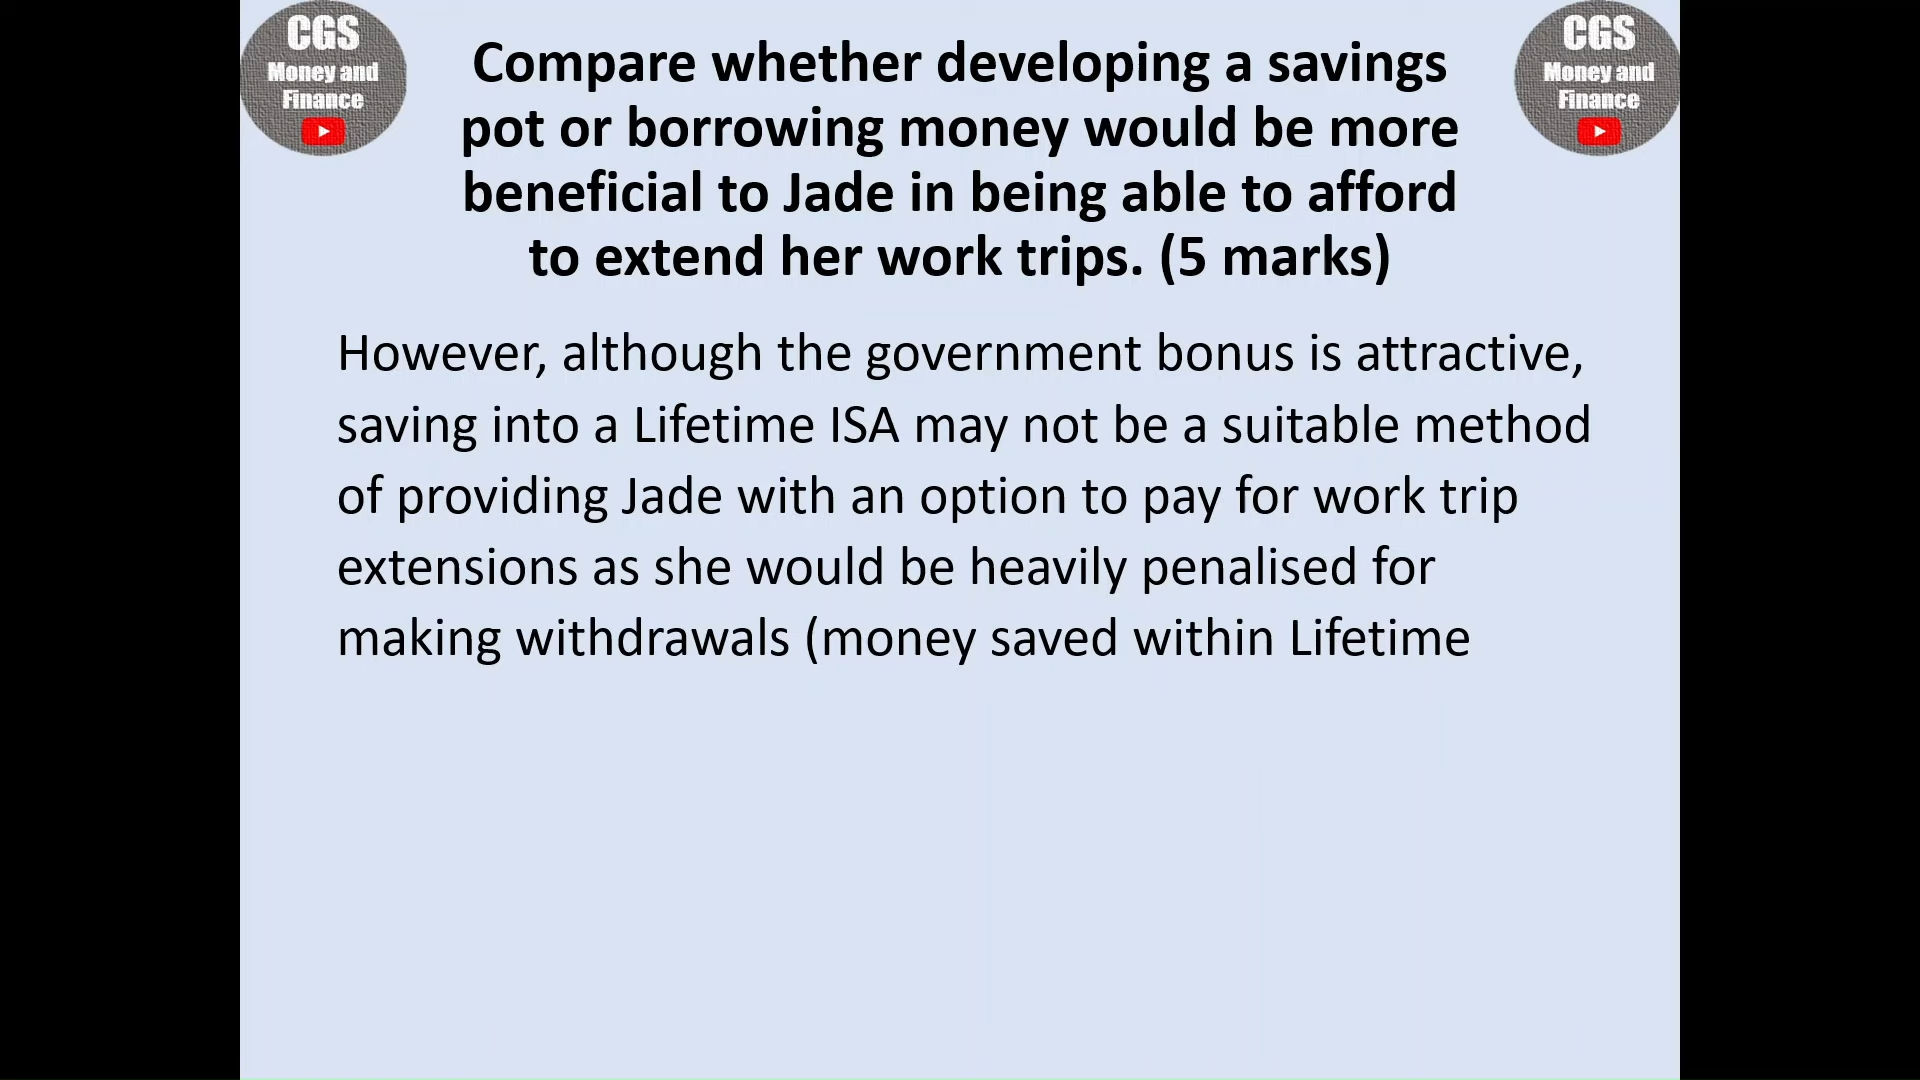 CGS
Money and
Finance
CGS
Money and
Finance
Compare whether developing a savings
pot or borrowing money would be more
beneficial to Jade in being able to afford
to extend her work trips. (5 marks)
However, although the government bonus is attractive,
saving into a Lifetime ISA may not be a suitable method
of providing Jade with an option to pay for work trip
extensions as she would be heavily penalised for
making withdrawals (money saved within Lifetime